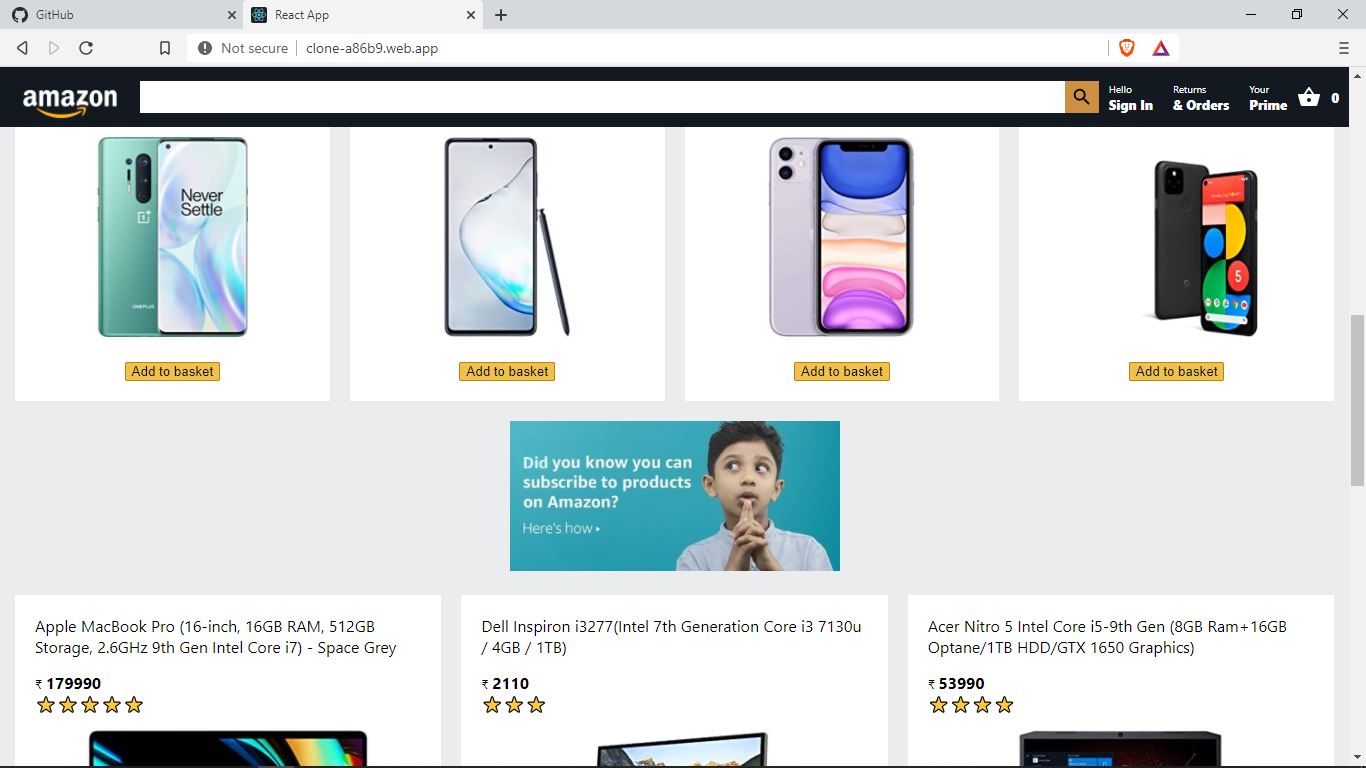 GitHub
React App
Not secure
clone-a86b9.web.app
amazon
Hello
Sign In
Returns
& Orders
Your
Prime
0
Never
Settle
ONEPLUS
5
Add to basket
Add to basket
Add to basket
Add to basket
Did you know you can
subscribe to products
on Amazon?
Here's how ▸
Apple MacBook Pro (16-inch, 16GB RAM, 512GB
Storage, 2.6GHz 9th Gen Intel Core i7) - Space Grey
₹ 179990
Dell Inspiron i3277(Intel 7th Generation Core i3 7130u
/ 4GB / 1TB)
₹ 2110
Acer Nitro 5 Intel Core i5-9th Gen (8GB Ram+16GB
Optane/1TB HDD/GTX 1650 Graphics)
₹ 53990